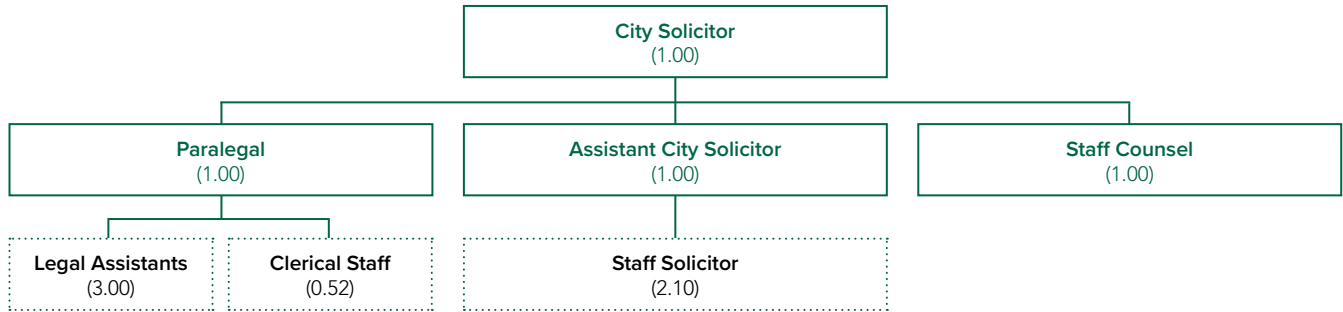 City Solicitor
(1.00)
Paralegal
(1.00)
Assistant City Solicitor
(1.00)
Staff Counsel
(1.00)
Legal Assistants
(3.00)
Clerical Staff
(0.52)
Staff Solicitor
(2.10)